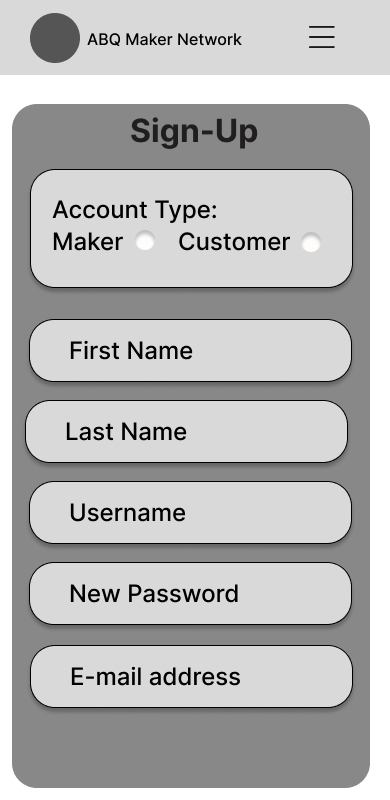 ABQ Maker Network
Sign-Up
Account Type:
Maker Customer
First Name
Last Name
Username
New Password
E-mail address